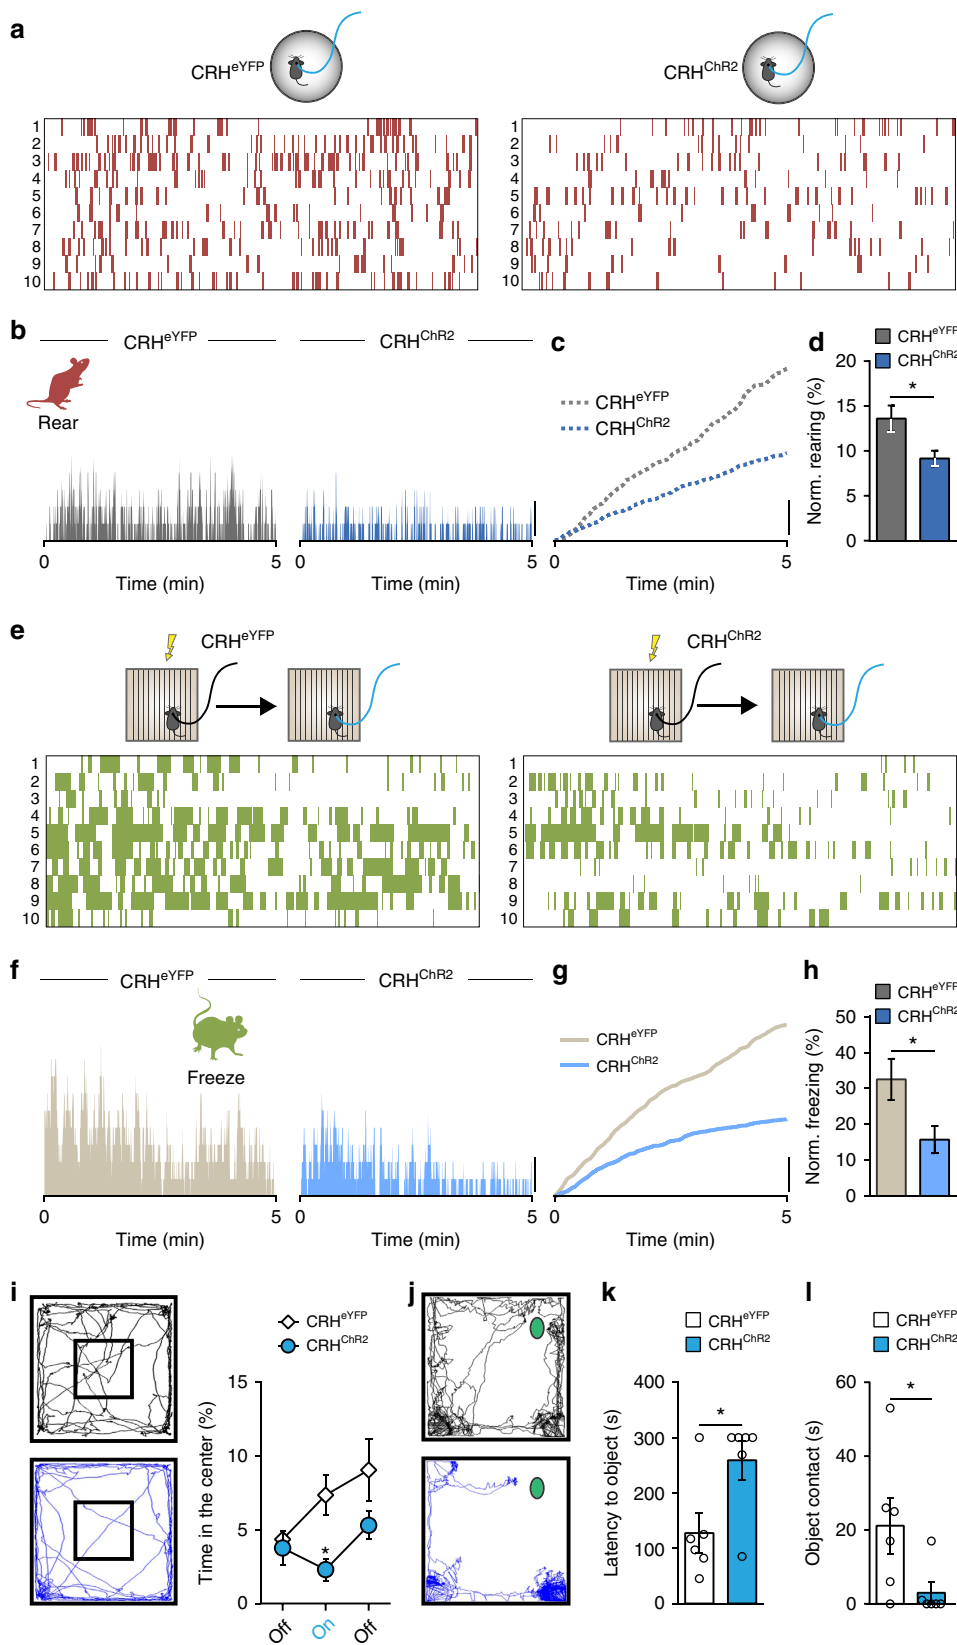 a
CRH^eYFP
CRH^ChR2
1
2
3
4
5
6
7
8
9
10
1
2
3
4
5
6
7
8
9
10
b
CRH^eYFP
CRH^ChR2
Rear
0
5
0
5
Time (min)
Time (min)
c
CRH^eYFP
CRH^ChR2
0
5
Time (min)
d
CRH^eYFP
CRH^ChR2
Norm. rearing (%)
20
15
10
5
0
*
e
CRH^eYFP
CRH^ChR2
1
2
3
4
5
6
7
8
9
10
1
2
3
4
5
6
7
8
9
10
f
CRH^eYFP
CRH^ChR2
Freeze
0
5
0
5
Time (min)
Time (min)
g
CRH^eYFP
CRH^ChR2
0
5
Time (min)
h
CRH^eYFP
CRH^ChR2
Norm. freezing (%)
50
40
30
20
10
0
*
i
CRH^eYFP
CRH^ChR2
Time in the center (%)
15
10
5
0
*
Off
On
Off
j
k
CRH^eYFP
CRH^ChR2
Latency to object (s)
400
300
200
100
0
*
l
CRH^eYFP
CRH^ChR2
Object contact (s)
60
40
20
0
*